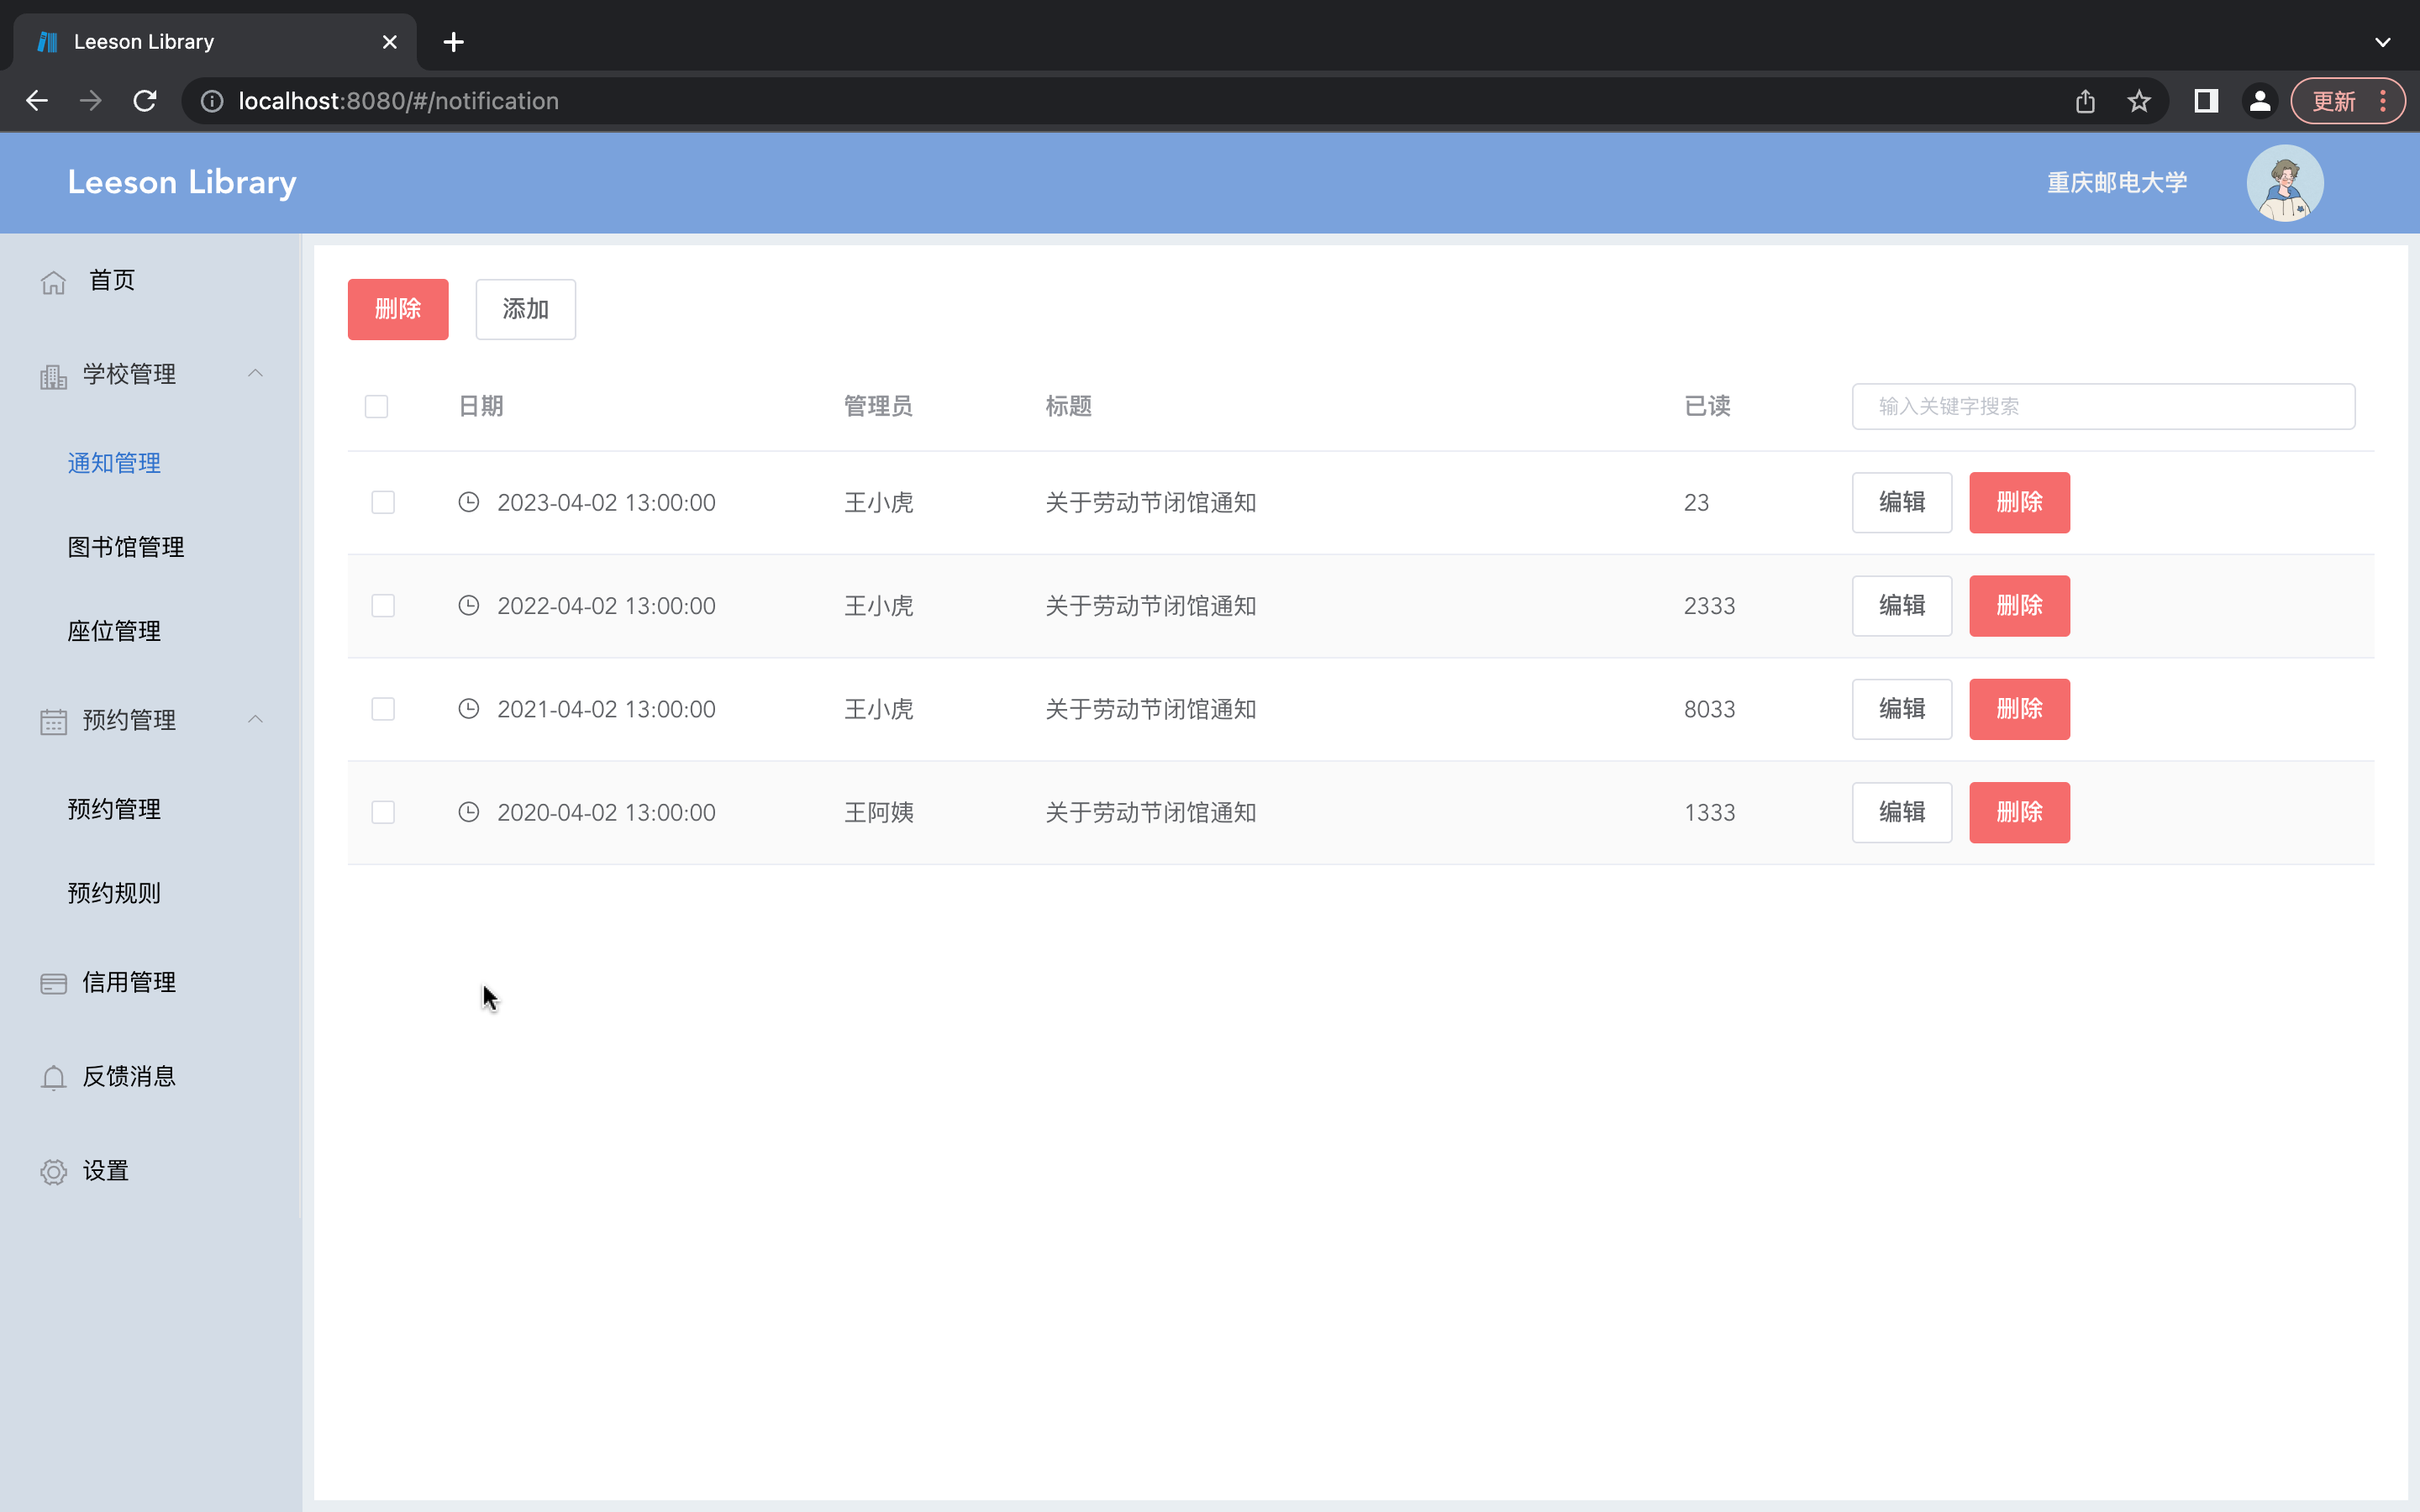 Leeson Library
localhost:8080/#/notification
更新
Leeson Library
重庆邮电大学
首页
学校管理
通知管理
图书馆管理
座位管理
预约管理
预约管理
预约规则
信用管理
反馈消息
设置
删除 添加
日期 管理员 标题 已读 输入关键字搜索
2023-04-02 13:00:00 王小虎 关于劳动节闭馆通知 23 编辑 删除
2022-04-02 13:00:00 王小虎 关于劳动节闭馆通知 2333 编辑 删除
2021-04-02 13:00:00 王小虎 关于劳动节闭馆通知 8033 编辑 删除
2020-04-02 13:00:00 王阿姨 关于劳动节闭馆通知 1333 编辑 删除